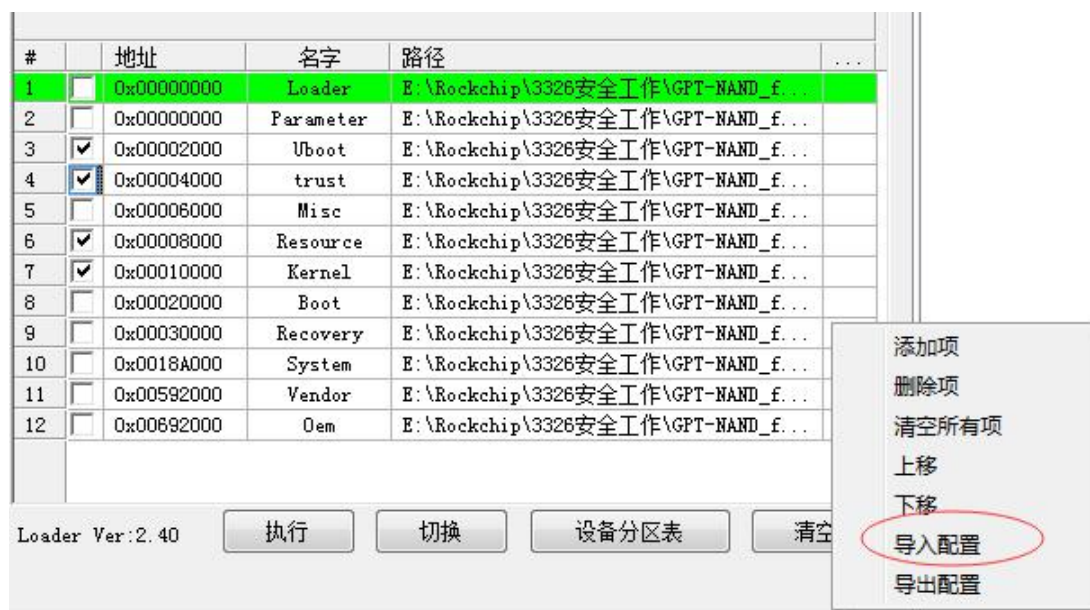 # 地址 名字 路径 ...
1 0x00000000 Loader E:\Rockchip\3326安全工作\GPT-NAND_f...
2 0x00000000 Parameter E:\Rockchip\3326安全工作\GPT-NAND_f...
3 0x00002000 Uboot E:\Rockchip\3326安全工作\GPT-NAND_f...
4 0x00004000 trust E:\Rockchip\3326安全工作\GPT-NAND_f...
5 0x00006000 Misc E:\Rockchip\3326安全工作\GPT-NAND_f...
6 0x00008000 Resource E:\Rockchip\3326安全工作\GPT-NAND_f...
7 0x00010000 Kernel E:\Rockchip\3326安全工作\GPT-NAND_f...
8 0x00020000 Boot E:\Rockchip\3326安全工作\GPT-NAND_f...
9 0x00030000 Recovery E:\Rockchip\3326安全工作\GPT-NAND_f...
10 0x0018A000 System E:\Rockchip\3326安全工作\GPT-NAND_f...
11 0x00592000 Vendor E:\Rockchip\3326安全工作\GPT-NAND_f...
12 0x00692000 Oem E:\Rockchip\3326安全工作\GPT-NAND_f...
Loader Ver:2.40 执行 切换 设备分区表 清空
添加项
删除项
清空所有项
上移
下移
导入配置
导出配置